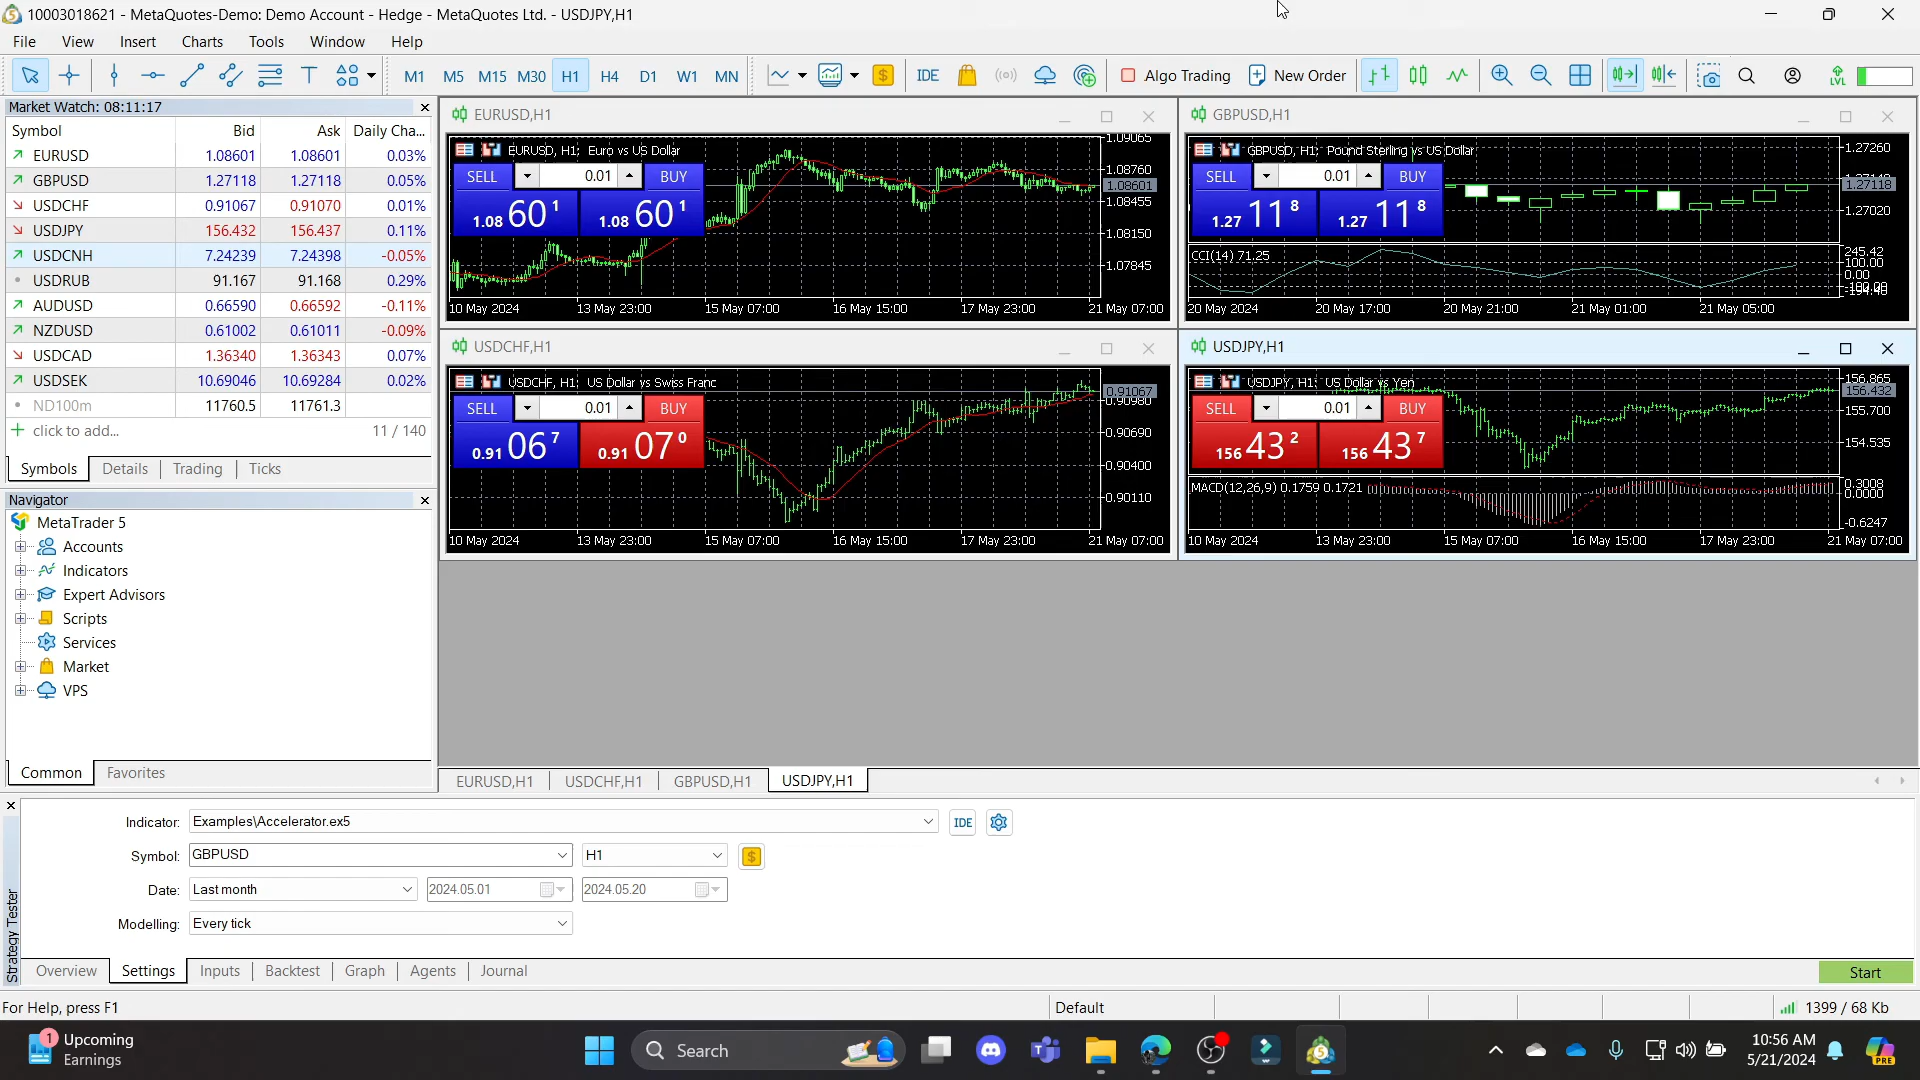 10003018621 - MetaQuotes-Demo: Demo Account - Hedge - MetaQuotes Ltd. - USDJPY,H1
File View Insert Charts Tools Window Help
M1 M5 M15 M30 H1 H4 D1 W1 MN IDE Algo Trading New Order LVL
Market Watch: 08:11:17
Symbol Bid Ask Daily Cha...
EURUSD 1.08601 1.08601 0.03%
GBPUSD 1.27118 1.27118 0.05%
USDCHF 0.91067 0.91070 0.01%
USDJPY 156.432 156.437 0.11%
USDCNH 7.24239 7.24398 -0.05%
USDRUB 91.167 91.168 0.29%
AUDUSD 0.66590 0.66592 -0.11%
NZDUSD 0.61002 0.61011 -0.09%
USDCAD 1.36340 1.36343 0.07%
USDSEK 10.69046 10.69284 0.02%
ND100m 11760.5 11761.3
click to add... 11 / 140
Symbols Details Trading Ticks
Navigator
MetaTrader 5
Accounts
Indicators
Expert Advisors
Scripts
Services
Market
VPS
Common Favorites
EURUSD,H1
EURUSD, H1: Euro vs US Dollar
SELL 0.01 BUY
1.08 60 1 1.08 60 1
1.09065
1.08760
1.08601
1.08455
1.08150
1.07845
10 May 2024 13 May 23:00 15 May 07:00 16 May 15:00 17 May 23:00 21 May 07:00
GBPUSD,H1
GBPUSD, H1: Pound Sterling vs US Dollar
SELL 0.01 BUY
1.27 11 8 1.27 11 8
1.27260
1.27118
1.27020
CCI(14) 71.25
245.42
100.00
0.00
20 May 2024 20 May 17:00 20 May 21:00 21 May 01:00 21 May 05:00
USDCHF,H1
USDCHF, H1: US Dollar vs Swiss Franc
SELL 0.01 BUY
0.91 06 7 0.91 07 0
0.91067
0.90980
0.90690
0.90400
0.90110
10 May 2024 13 May 23:00 15 May 07:00 16 May 15:00 17 May 23:00 21 May 07:00
USDJPY,H1
USDJPY, H1: US Dollar vs Yen
SELL 0.01 BUY
156 43 2 156 43 7
156.865
156.432
155.700
154.535
MACD(12,26,9) 0.1759 0.1721
0.3008
0.0000
-0.6247
10 May 2024 13 May 23:00 15 May 07:00 16 May 15:00 17 May 23:00 21 May 07:00
EURUSD,H1 USDCHF,H1 GBPUSD,H1 USDJPY,H1
Strategy Tester
Indicator: Examples\Accelerator.ex5 IDE
Symbol: GBPUSD H1
Date: Last month 2024.05.01 2024.05.20
Modelling: Every tick
Overview Settings Inputs Backtest Graph Agents Journal Start
For Help, press F1 Default 1399 / 68 Kb
1 Upcoming
Earnings
Search
10:56 AM
5/21/2024
PRE